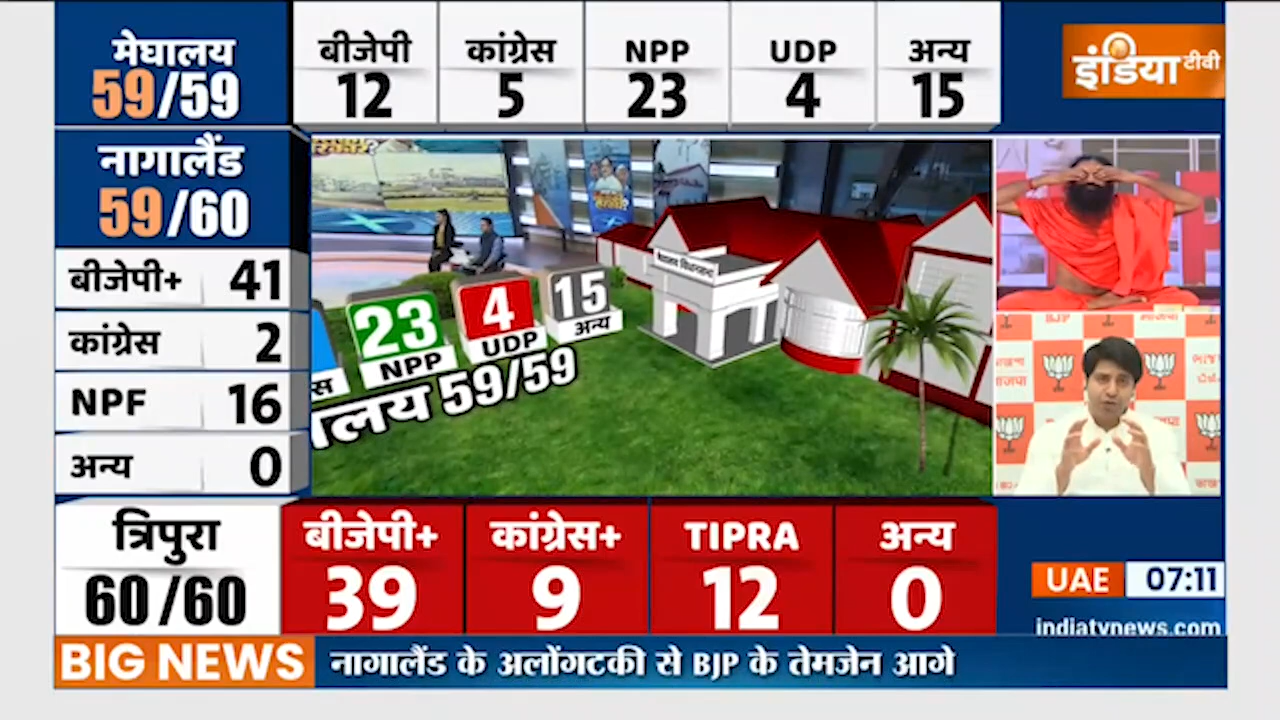 मेघालय
59/59
बीजेपी
12
कांग्रेस
5
NPP
23
UDP
4
अन्य
15
इंडिया टीवी
नागालैंड
59/60
बीजेपी+ 41
कांग्रेस 2
NPF 16
अन्य 0
23
NPP
4
UDP
15
अन्य
स
ालय 59/59
BJP
त्रिपुरा
60/60
बीजेपी+
39
कांग्रेस+
9
TIPRA
12
अन्य
0
UAE 07:11
indiatvnews.com
BIG NEWS
नागालैंड के अलोंगटकी से BJP के तेमजेन आगे